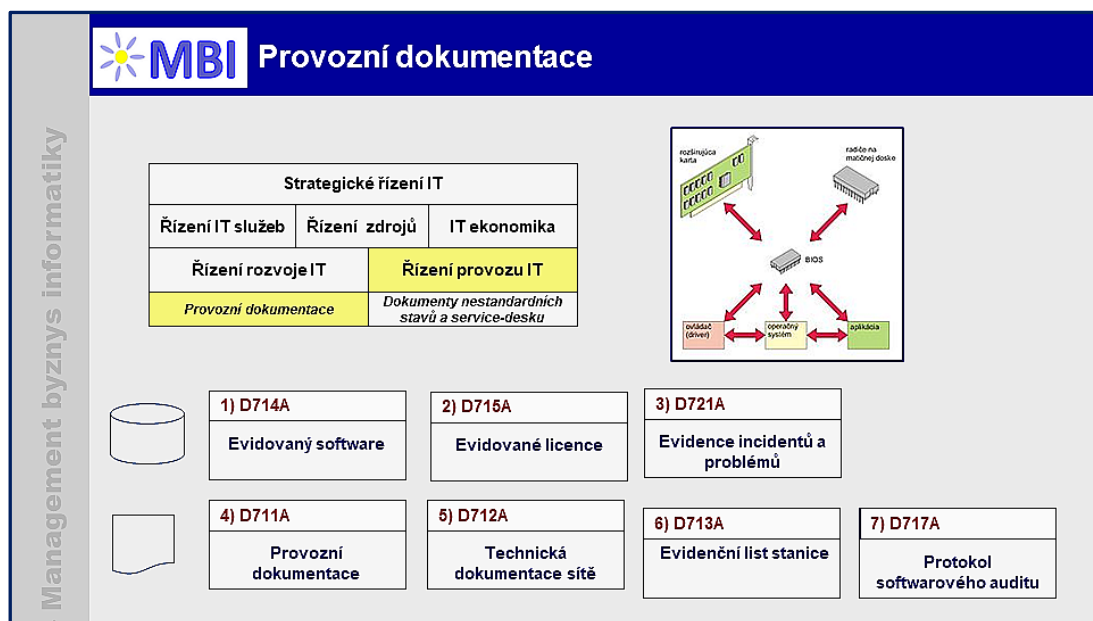 MBI
Provozní dokumentace
Management byznys informatiky
Strategické řízení IT
Řízení IT služeb
Řízení zdrojů
IT ekonomika
Řízení rozvoje IT
Řízení provozu IT
Provozní dokumentace
Dokumenty nestandardních
stavů a service-desku
rozširujúca
karta
radiče na
matičnej doske
BIOS
ovládač
(driver)
operačný
systém
aplikácia
1) D714A
Evidovaný software
2) D715A
Evidované licence
3) D721A
Evidence incidentů a
problémů
4) D711A
Provozní
dokumentace
5) D712A
Technická
dokumentace sítě
6) D713A
Evidenční list stanice
7) D717A
Protokol
softwarového auditu